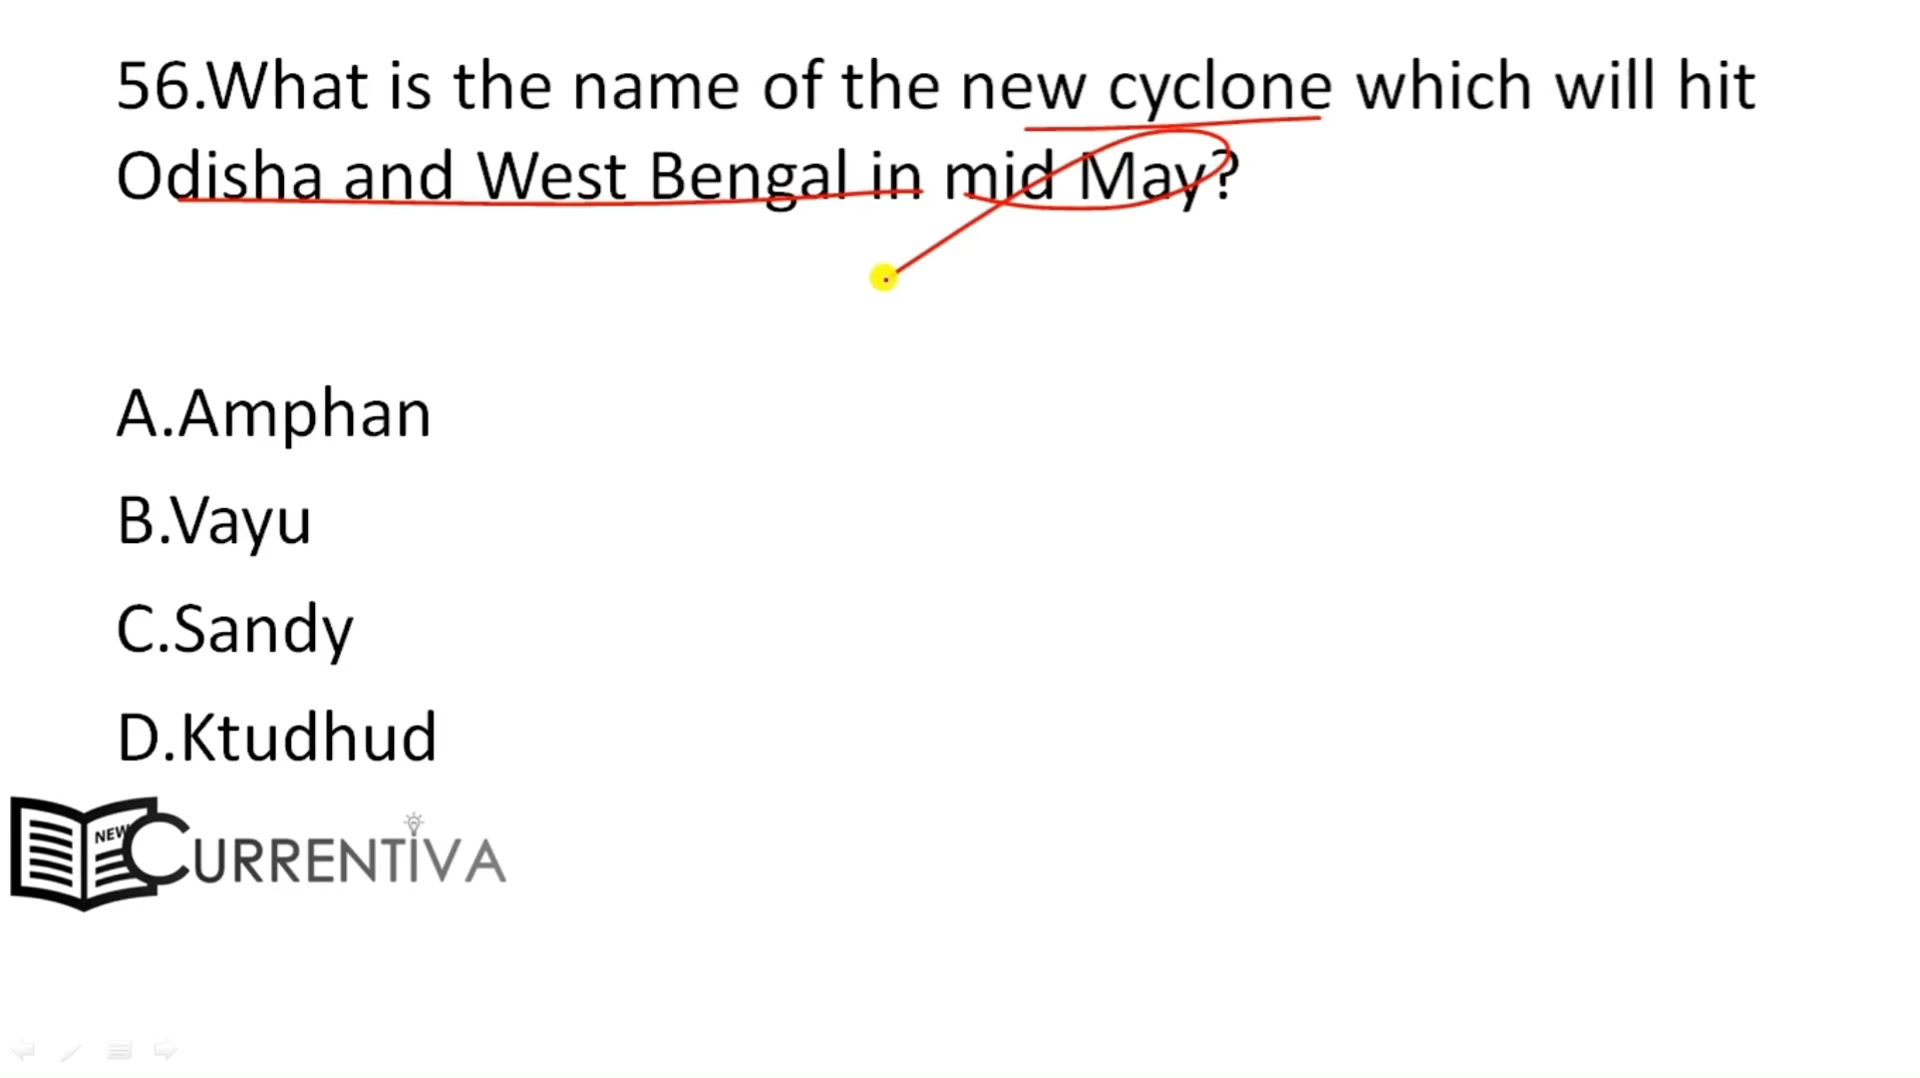 56.What is the name of the new cyclone which will hit
Odisha and West Bengal in mid May?
A.Amphan
B.Vayu
C.Sandy
D.Ktudhud
NEW
CURRENTIVA